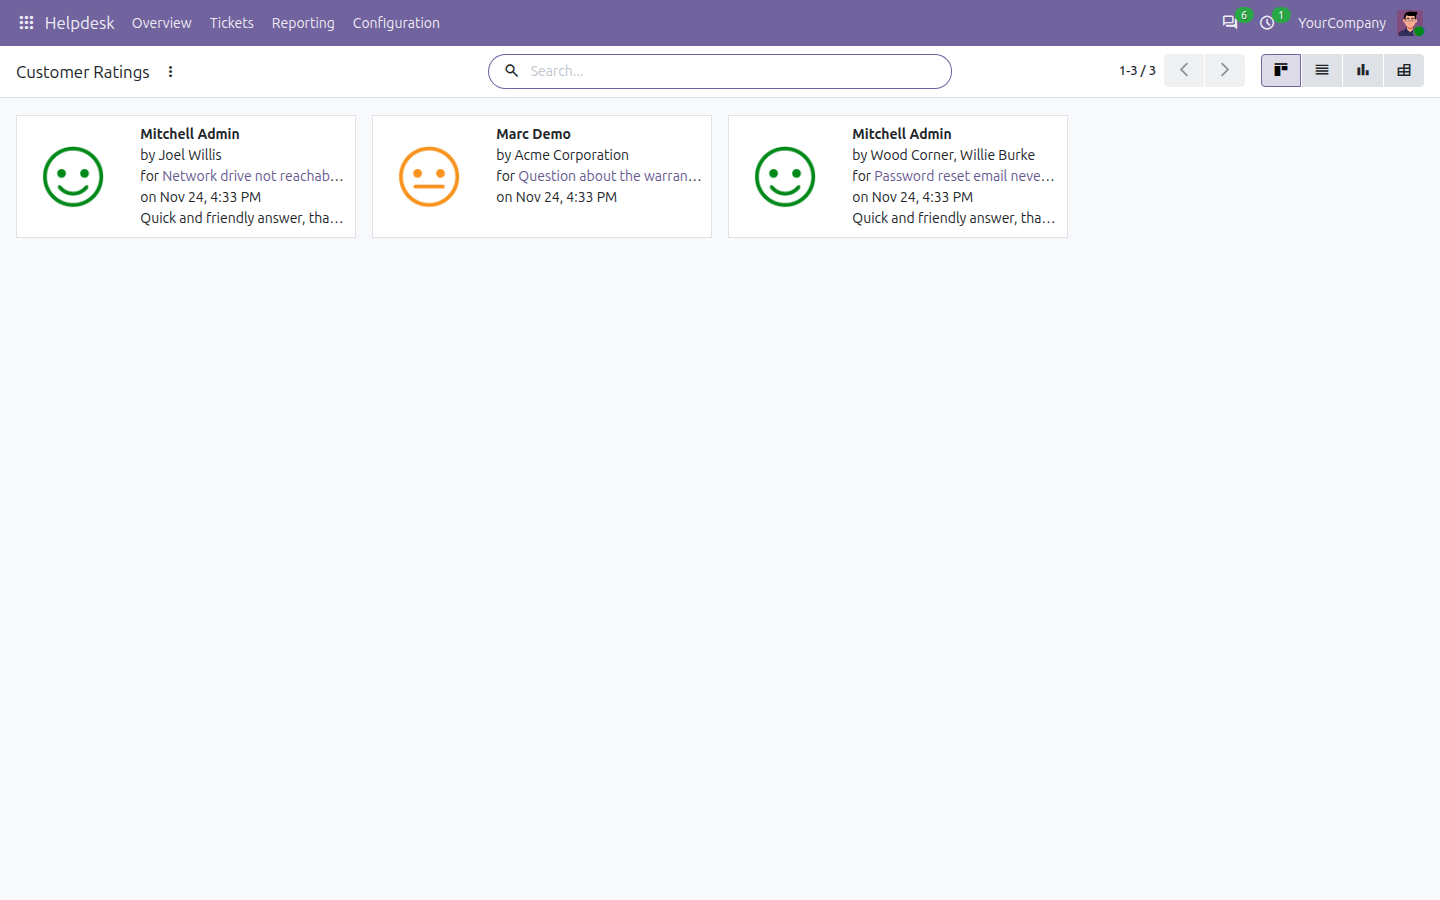 Helpdesk Overview Tickets Reporting Configuration 6 1 YourCompany
Customer Ratings Search... 1-3 / 3
Mitchell Admin
by Joel Willis
for Network drive not reachab...
on Nov 24, 4:33 PM
Quick and friendly answer, tha...
Marc Demo
by Acme Corporation
for Question about the warran...
on Nov 24, 4:33 PM
Mitchell Admin
by Wood Corner, Willie Burke
for Password reset email neve...
on Nov 24, 4:33 PM
Quick and friendly answer, tha...